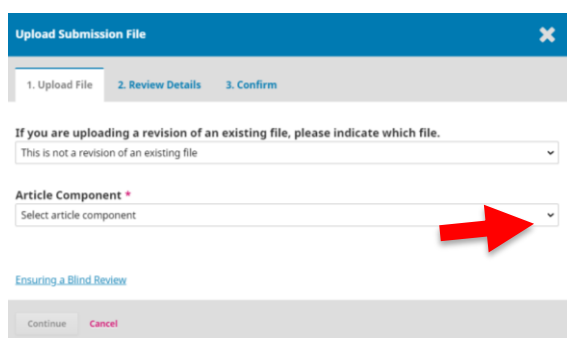 Upload Submission File
1. Upload File 2. Review Details 3. Confirm
If you are uploading a revision of an existing file, please indicate which file.
This is not a revision of an existing file
Article Component *
Select article component
Ensuring a Blind Review
Continue Cancel